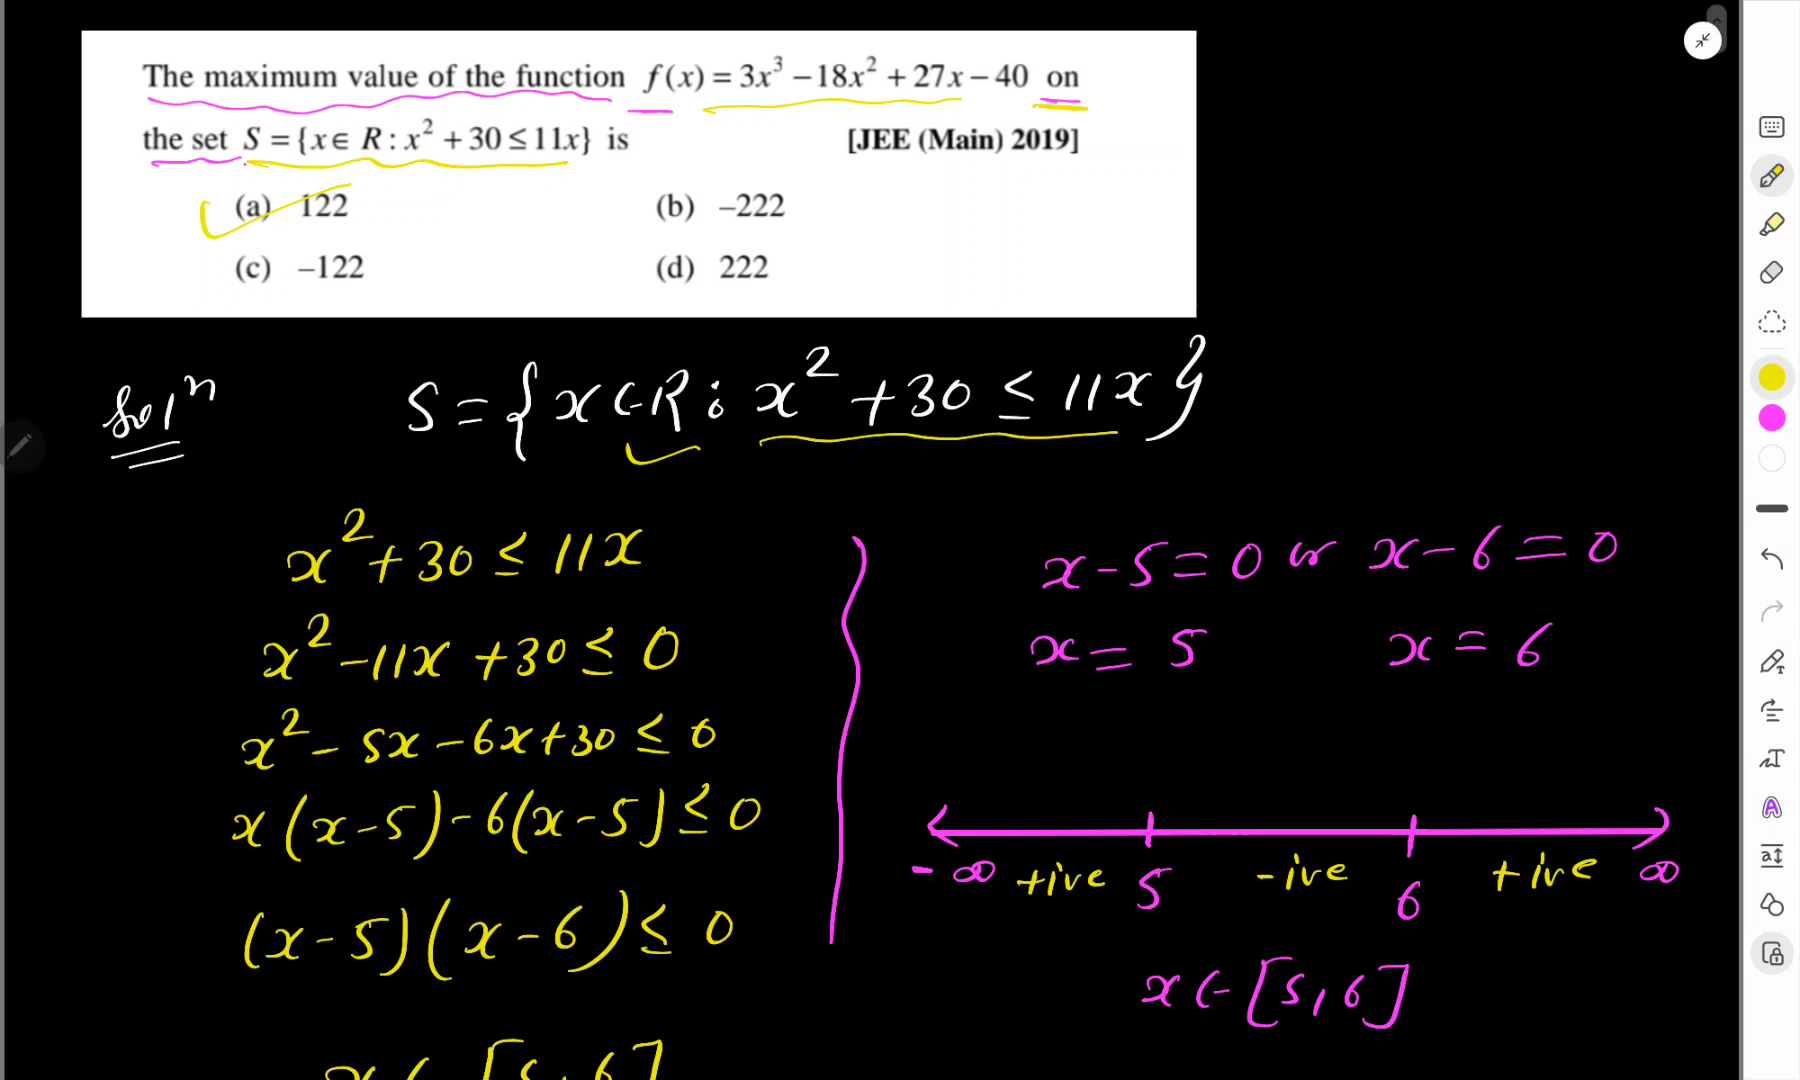 The maximum value of the function f(x) = 3x³ – 18x² + 27x – 40 on
the set S = {x ∈ R : x² + 30 ≤ 11x} is [JEE (Main) 2019]
(a) 122 (b) –222
(c) –122 (d) 222
Solⁿ S = {x ∈ R : x² + 30 ≤ 11x}
x² + 30 ≤ 11x
x² – 11x + 30 ≤ 0
x² – 5x – 6x + 30 ≤ 0
x(x – 5) – 6(x – 5) ≤ 0
(x – 5)(x – 6) ≤ 0
x ∈ [5, 6]
x – 5 = 0 or x – 6 = 0
x = 5 x = 6
– ∞ +ive 5 –ive 6 +ive ∞
x ∈ [5, 6]